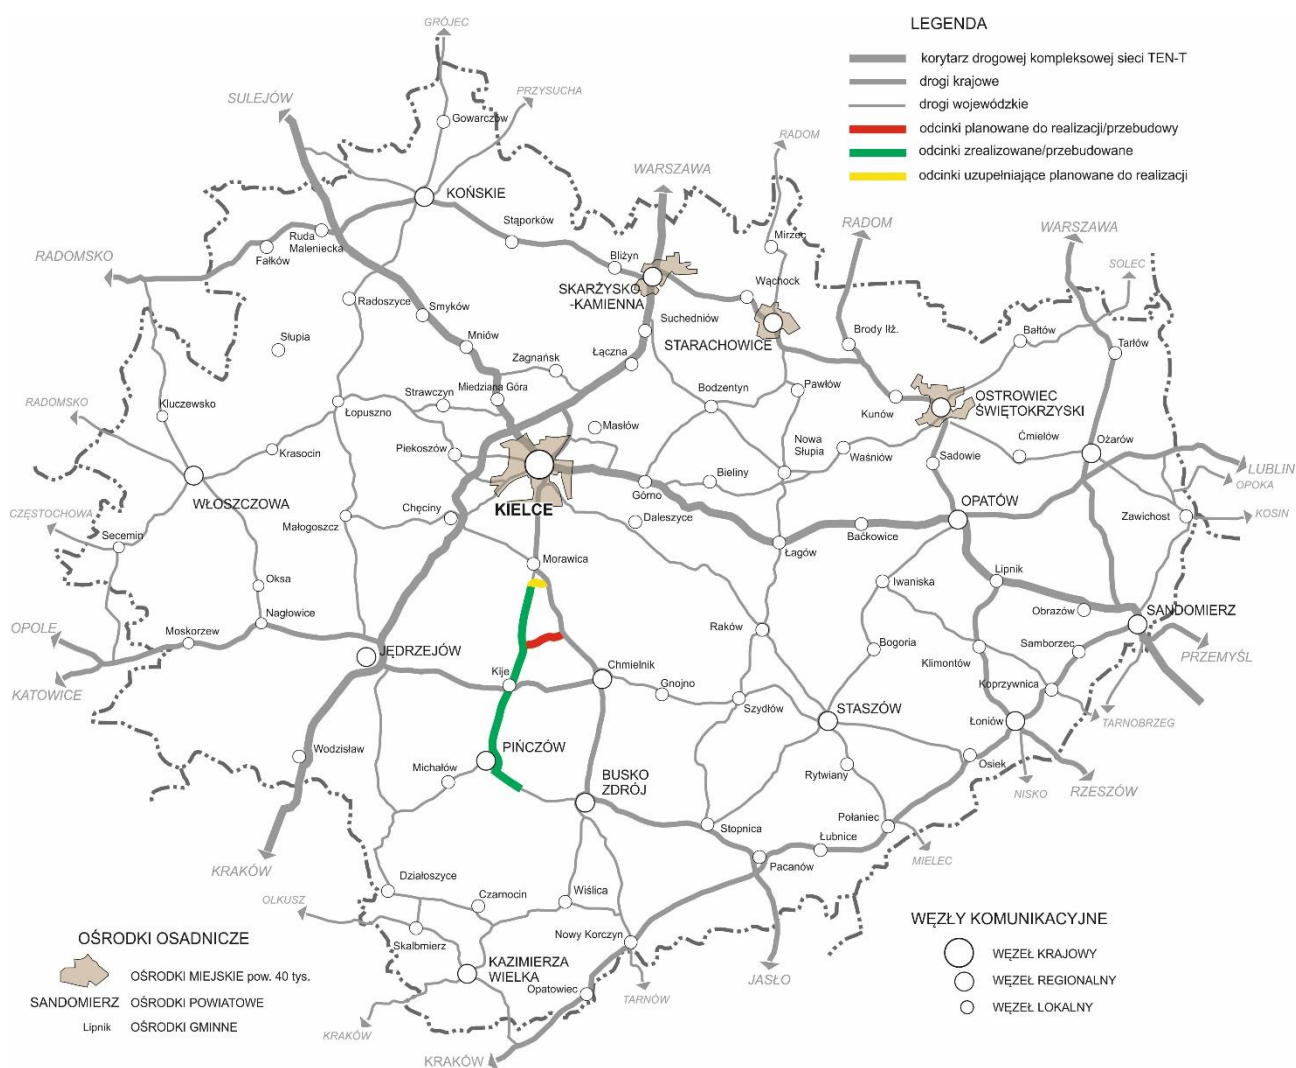 GRÓJEC
LEGENDA
korytarz drogowej kompleksowej sieci TEN-T
drogi krajowe
drogi wojewódzkie
odcinki planowane do realizacji/przebudowy
odcinki zrealizowane/przebudowane
odcinki uzupełniające planowane do realizacji
SULEJÓW
PRZYSUCHA
Gowarczów
RADOM
WARSZAWA
KOŃSKIE
Stąporków
Mirzec
RADOM
WARSZAWA
Ruda
Maleniecka
Fałków
RADOMSKO
Bliżyn
SOLEC
SKARŻYSKO
-KAMIENNA
Wąchock
Radoszyce
Smyków
Suchedniów
STARACHOWICE
Brody Iłż.
Bałtów
Tarłów
Słupia
Mniów
Zagnańsk
Łączna
Miedziana Góra
Strawczyn
Bodzentyn
Pawłów
Kunów
OSTROWIEC
ŚWIĘTOKRZYSKI
RADOMSKO
Kluczewsko
Łopuszno
Masłów
Krasocin
Piekoszów
Nowa
Słupia
Waśniów
Sadowie
Ćmielów
Ożarów
LUBLIN
OPOKA
WŁOSZCZOWA
KIELCE
Górno
Bieliny
OPATÓW
CZĘSTOCHOWA
Secemin
Małogoszcz
Chęciny
Daleszyce
Łagów
Baćkowice
Zawichost
KOSIN
Morawica
Oksa
Iwaniska
Lipnik
Obrazów
SANDOMIERZ
Nagłowice
OPOLE
Moskorzew
JĘDRZEJÓW
Raków
Bogoria
Klimontów
Samborzec
PRZEMYŚL
KATOWICE
Kije
Chmielnik
Gnojno
Koprzywnica
Szydłów
STASZÓW
Łoniów
TARNOBRZEG
Wodzisław
PIŃCZÓW
Michałów
BUSKO
ZDRÓJ
Rytwiany
Osiek
NISKO
RZESZÓW
Stopnica
Połaniec
Łubnice
MIELEC
KRAKÓW
Pacanów
Działoszyce
OLKUSZ
Czarnocin
Wiślica
Skalbmierz
Nowy Korczyn
KAZIMIERZA
WIELKA
Opatowiec
TARNÓW
JASŁO
KRAKÓW
KRAKÓW
OŚRODKI OSADNICZE
OŚRODKI MIEJSKIE pow. 40 tys.
SANDOMIERZ OŚRODKI POWIATOWE
Lipnik OŚRODKI GMINNE
WĘZŁY KOMUNIKACYJNE
WĘZEŁ KRAJOWY
WĘZEŁ REGIONALNY
WĘZEŁ LOKALNY